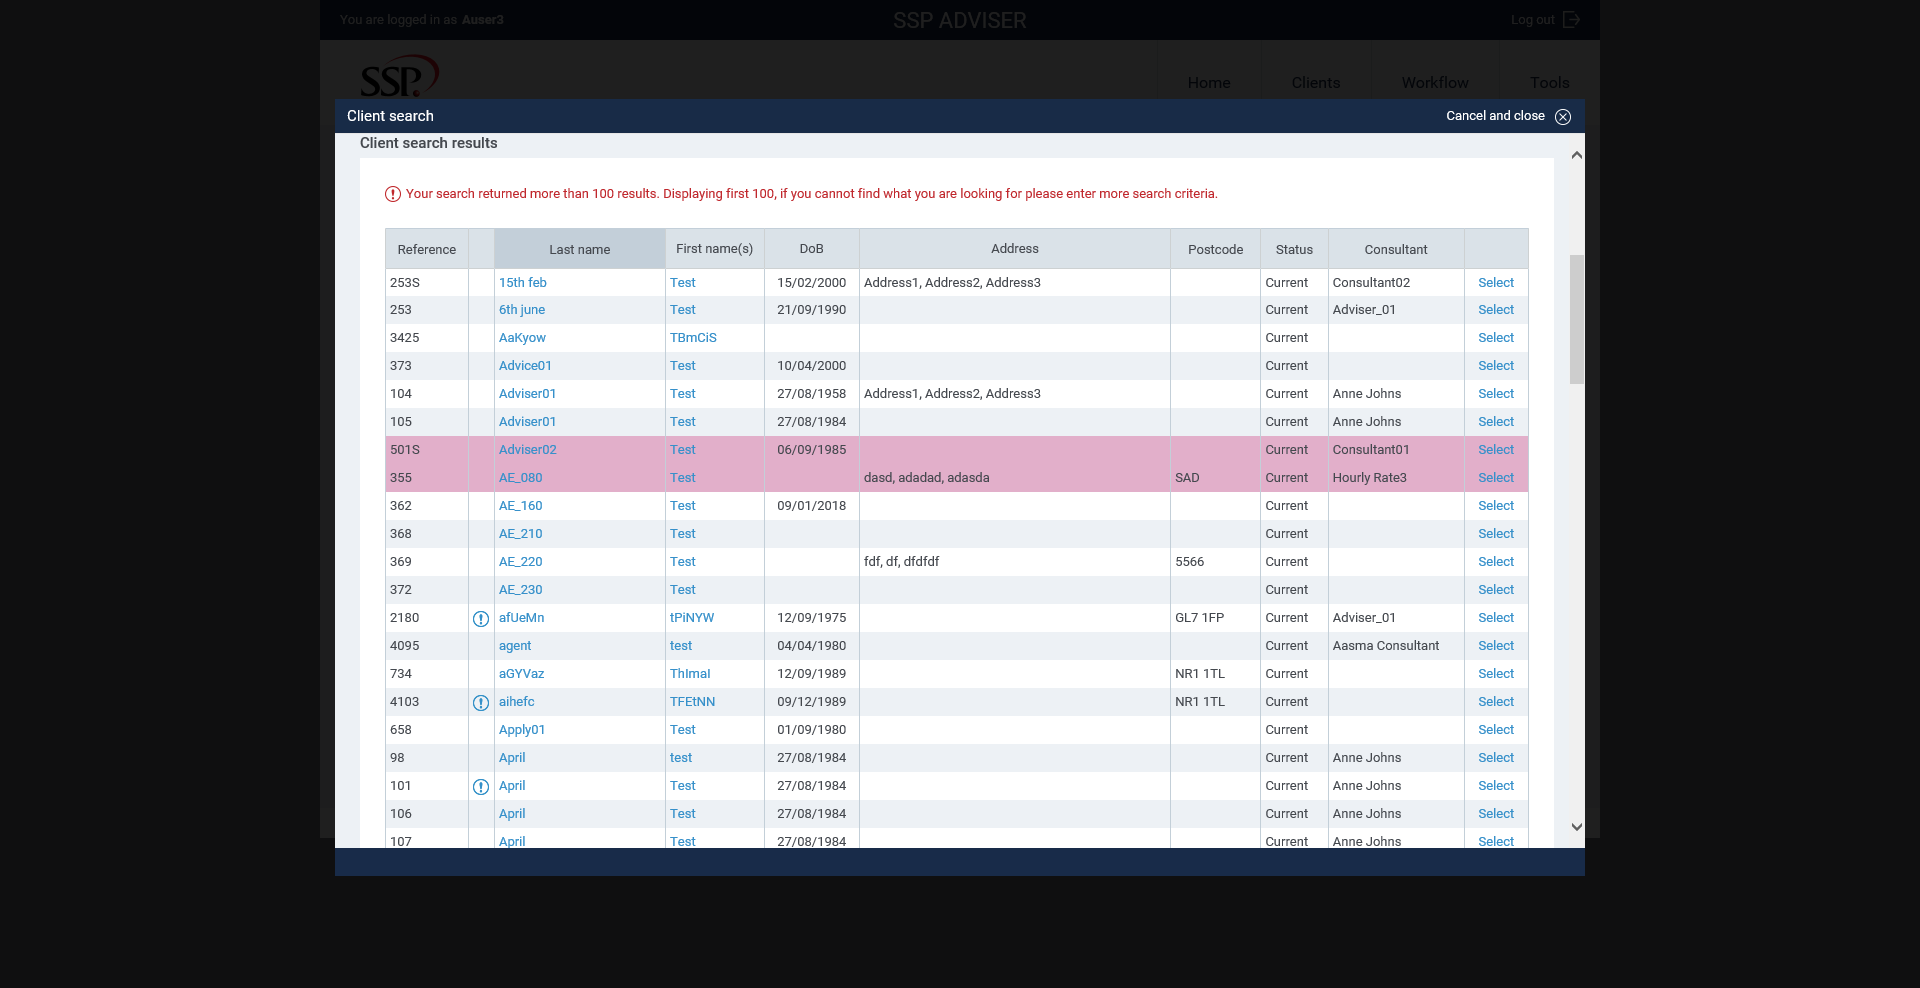 You are logged in as Auser3 SSP ADVISER Log out
SSP Home Clients Workflow Tools
Client search Cancel and close
Client search results
Your search returned more than 100 results. Displaying first 100, if you cannot find what you are looking for please enter more search criteria.
Reference Last name First name(s) DoB Address Postcode Status Consultant
253S 15th feb Test 15/02/2000 Address1, Address2, Address3 Current Consultant02 Select
253 6th june Test 21/09/1990 Current Adviser_01 Select
3425 AaKyow TBmCiS Current Select
373 Advice01 Test 10/04/2000 Current Select
104 Adviser01 Test 27/08/1958 Address1, Address2, Address3 Current Anne Johns Select
105 Adviser01 Test 27/08/1984 Current Anne Johns Select
501S Adviser02 Test 06/09/1985 Current Consultant01 Select
355 AE_080 Test dasd, adadad, adasda SAD Current Hourly Rate3 Select
362 AE_160 Test 09/01/2018 Current Select
368 AE_210 Test Current Select
369 AE_220 Test fdf, df, dfdfdf 5566 Current Select
372 AE_230 Test Current Select
2180 afUeMn tPiNYW 12/09/1975 GL7 1FP Current Adviser_01 Select
4095 agent test 04/04/1980 Current Aasma Consultant Select
734 aGYVaz ThImaI 12/09/1989 NR1 1TL Current Select
4103 aihefc TFEtNN 09/12/1989 NR1 1TL Current Select
658 Apply01 Test 01/09/1980 Current Select
98 April test 27/08/1984 Current Anne Johns Select
101 April Test 27/08/1984 Current Anne Johns Select
106 April Test 27/08/1984 Current Anne Johns Select
107 April Test 27/08/1984 Current Anne Johns Select